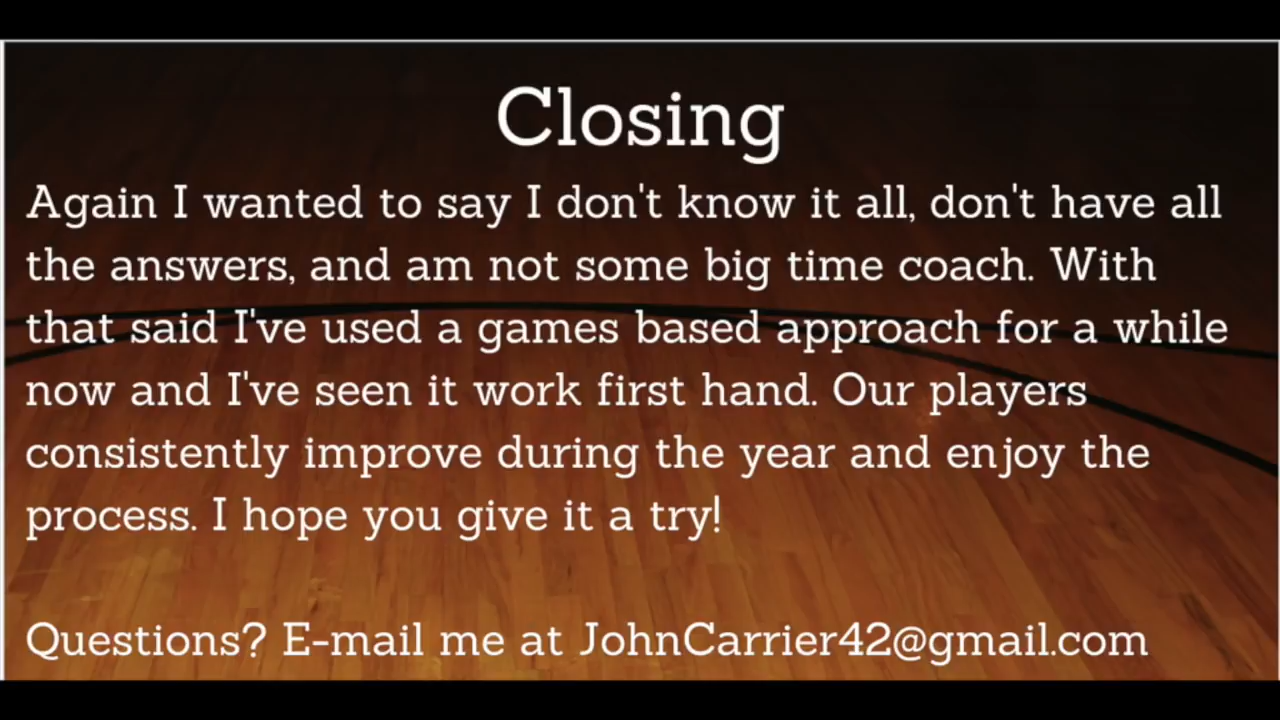 Closing
Again I wanted to say I don't know it all, don't have all
the answers, and am not some big time coach. With
that said I've used a games based approach for a while
now and I've seen it work first hand. Our players
consistently improve during the year and enjoy the
process. I hope you give it a try!
Questions? E-mail me at JohnCarrier42@gmail.com